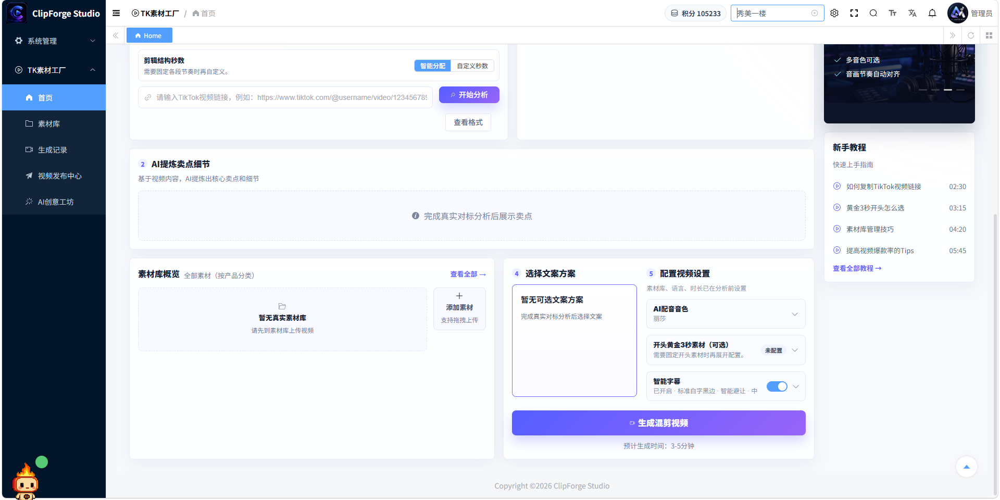 ClipForge Studio
系统管理
TK素材工厂
首页
素材库
生成记录
视频发布中心
AI创意工坊
TK素材工厂 / 首页
积分 105233
秀美一楼
管理员
Home
剪辑结构秒数
需要固定各段节奏时再自定义。
智能分配
自定义秒数
请输入TikTok视频链接，例如：https://www.tiktok.com/@username/video/123456789
开始分析
查看格式
2 AI提炼卖点细节
基于视频内容，AI提炼出核心卖点和细节
完成真实对标分析后展示卖点
素材库概览 全部素材（按产品分类）
查看全部 →
暂无真实素材库
请先到素材库上传视频
添加素材
支持拖拽上传
4 选择文案方案
暂无可选文案方案
完成真实对标分析后选择文案
5 配置视频设置
素材库、语言、时长已在分析前设置
AI配音音色
丽莎
开头黄金3秒素材（可选）
需要固定开头素材时再展开配置。
未配置
智能字幕
已开启 · 标准白字黑边 · 智能避让 · 中
生成混剪视频
预计生成时间：3-5分钟
多音色可选
音画节奏自动对齐
新手教程
快速上手指南
如何复制TikTok视频链接 02:30
黄金3秒开头怎么选 03:15
素材库管理技巧 04:20
提高视频爆款率的Tips 05:45
查看全部教程 →
Copyright ©2026 ClipForge Studio